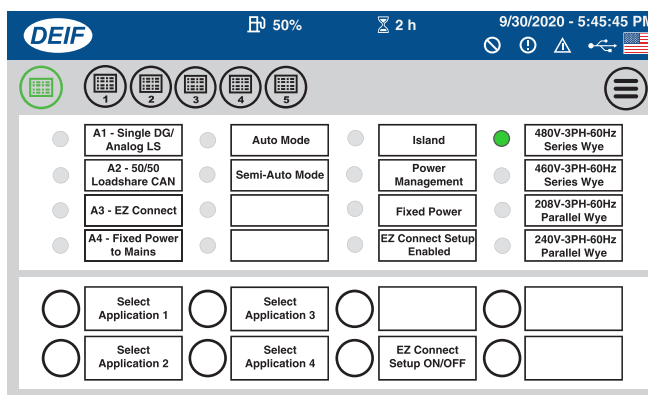 DEIF
50%
2 h
9/30/2020 - 5:45:45 PM
1
2
3
4
5
A1 - Single DG/
Analog LS
Auto Mode
Island
480V-3PH-60Hz
Series Wye
A2 - 50/50
Loadshare CAN
Semi-Auto Mode
Power
Management
460V-3PH-60Hz
Series Wye
A3 - EZ Connect
Fixed Power
208V-3PH-60Hz
Parallel Wye
A4 - Fixed Power
to Mains
EZ Connect Setup
Enabled
240V-3PH-60Hz
Parallel Wye
Select
Application 1
Select
Application 3
Select
Application 2
Select
Application 4
EZ Connect
Setup ON/OFF